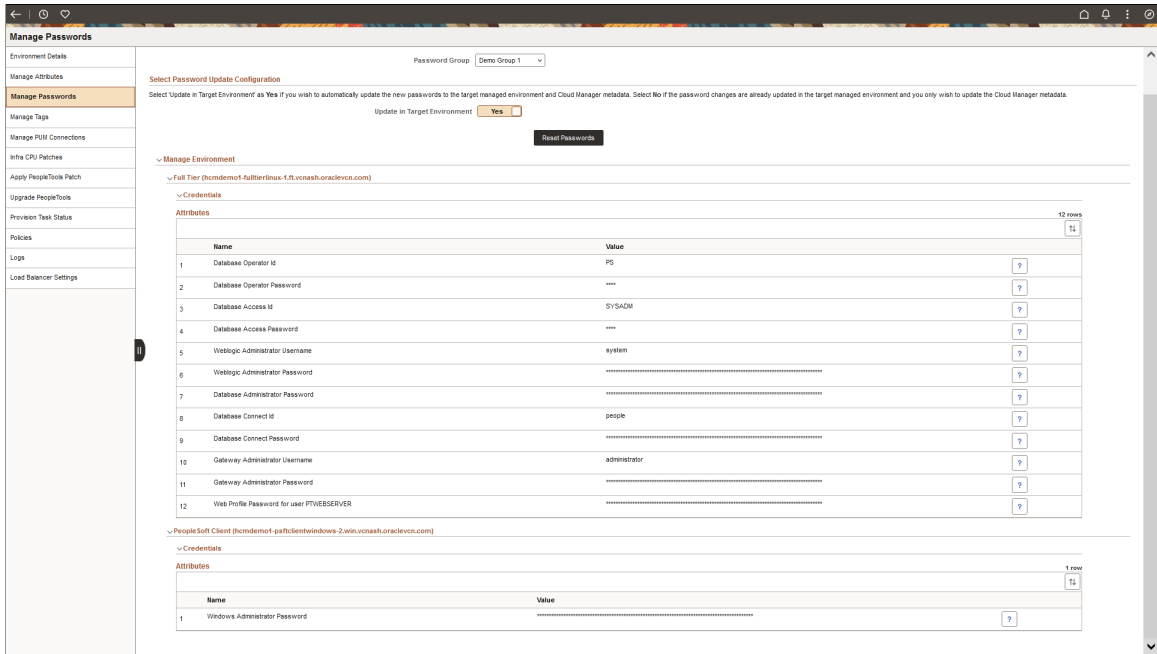 Manage Passwords
Environment Details
Manage Attributes
Manage Passwords
Manage Tags
Manage PUM Connections
Infra CPU Patches
Apply PeopleTools Patch
Upgrade PeopleTools
Provision Task Status
Policies
Logs
Load Balancer Settings
Password Group Demo Group 1
Select Password Update Configuration
Select 'Update in Target Environment' as Yes if you wish to automatically update the new passwords to the target managed environment and Cloud Manager metadata. Select No if the password changes are already updated in the target managed environment and you only wish to update the Cloud Manager metadata.
Update in Target Environment Yes
Reset Passwords
Manage Environment
Full Tier (hcmdemo1-fulltierlinux-1.ft.vcnash.oraclevcn.com)
Credentials
Attributes
12 rows
Name Value
1 Database Operator Id PS ?
2 Database Operator Password **** ?
3 Database Access Id SYSADM ?
4 Database Access Password **** ?
5 Weblogic Administrator Username system ?
6 Weblogic Administrator Password ?
7 Database Administrator Password ?
8 Database Connect Id people ?
9 Database Connect Password ?
10 Gateway Administrator Username administrator ?
11 Gateway Administrator Password ?
12 Web Profile Password for user PTWEBSERVER ?
PeopleSoft Client (hcmdemo1-psftclientwindows-2.win.vcnash.oraclevcn.com)
Credentials
Attributes
1 row
Name Value
1 Windows Administrator Password ?